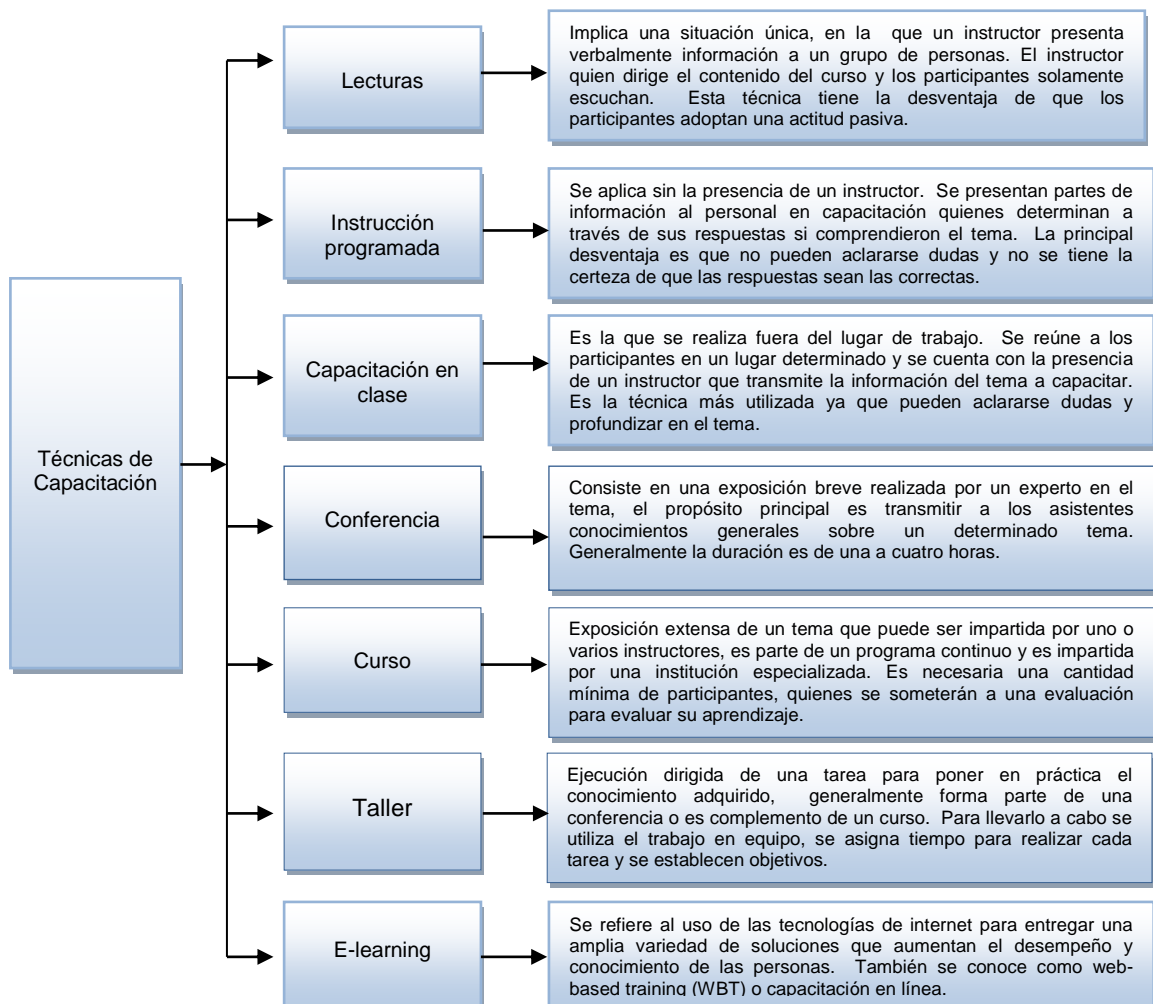 Técnicas de
Capacitación
Lecturas
Implica una situación única, en la que un instructor presenta
verbalmente información a un grupo de personas. El instructor
quien dirige el contenido del curso y los participantes solamente
escuchan. Esta técnica tiene la desventaja de que los
participantes adoptan una actitud pasiva.
Instrucción
programada
Se aplica sin la presencia de un instructor. Se presentan partes de
información al personal en capacitación quienes determinan a
través de sus respuestas si comprendieron el tema. La principal
desventaja es que no pueden aclararse dudas y no se tiene la
certeza de que las respuestas sean las correctas.
Capacitación en
clase
Es la que se realiza fuera del lugar de trabajo. Se reúne a los
participantes en un lugar determinado y se cuenta con la presencia
de un instructor que transmite la información del tema a capacitar.
Es la técnica más utilizada ya que pueden aclararse dudas y
profundizar en el tema.
Conferencia
Consiste en una exposición breve realizada por un experto en el
tema, el propósito principal es transmitir a los asistentes
conocimientos generales sobre un determinado tema.
Generalmente la duración es de una a cuatro horas.
Curso
Exposición extensa de un tema que puede ser impartida por uno o
varios instructores, es parte de un programa continuo y es impartida
por una institución especializada. Es necesaria una cantidad
mínima de participantes, quienes se someterán a una evaluación
para evaluar su aprendizaje.
Taller
Ejecución dirigida de una tarea para poner en práctica el
conocimiento adquirido, generalmente forma parte de una
conferencia o es complemento de un curso. Para llevarlo a cabo se
utiliza el trabajo en equipo, se asigna tiempo para realizar cada
tarea y se establecen objetivos.
E-learning
Se refiere al uso de las tecnologías de internet para entregar una
amplia variedad de soluciones que aumentan el desempeño y
conocimiento de las personas. También se conoce como web-
based training (WBT) o capacitación en línea.